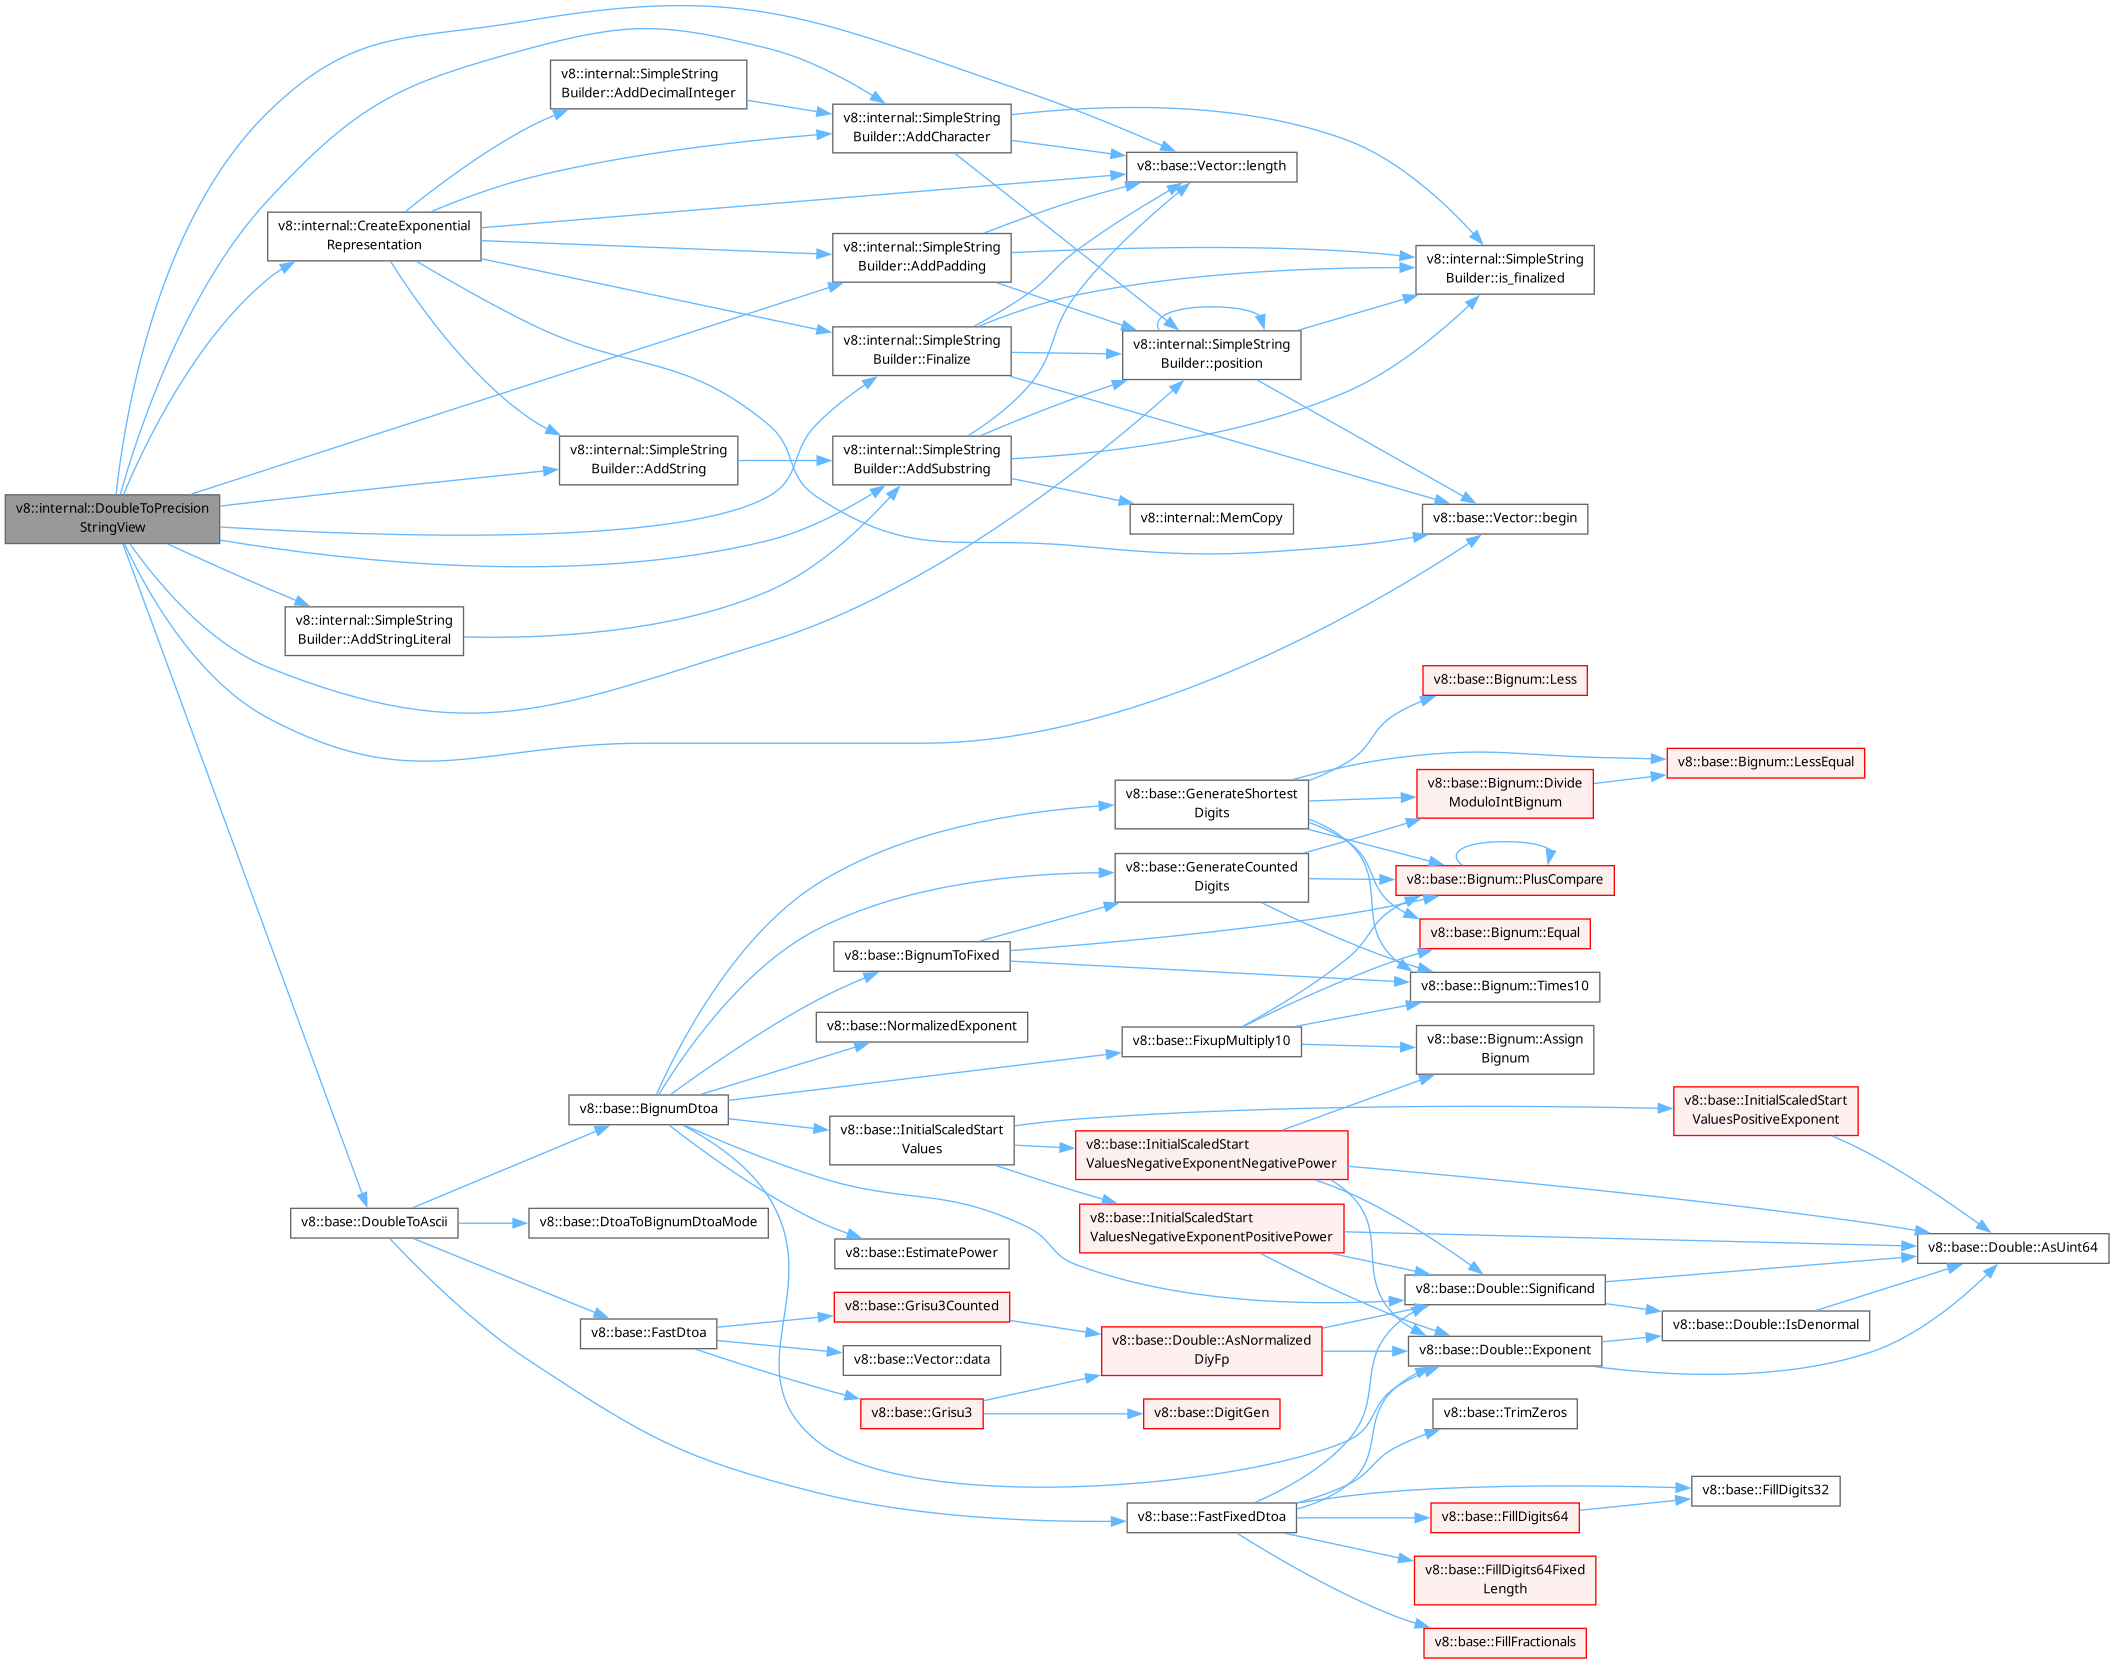 v8::internal::DoubleToPrecision
StringView
v8::internal::CreateExponential
Representation
v8::internal::SimpleString
Builder::AddStringLiteral
v8::base::DoubleToAscii
v8::internal::SimpleString
Builder::AddDecimalInteger
v8::internal::SimpleString
Builder::AddString
v8::base::BignumDtoa
v8::base::DtoaToBignumDtoaMode
v8::base::FastDtoa
v8::internal::SimpleString
Builder::AddCharacter
v8::internal::SimpleString
Builder::AddPadding
v8::internal::SimpleString
Builder::Finalize
v8::internal::SimpleString
Builder::AddSubstring
v8::base::BignumToFixed
v8::base::NormalizedExponent
v8::base::InitialScaledStart
Values
v8::base::EstimatePower
v8::base::Grisu3Counted
v8::base::Vector::data
v8::base::Grisu3
v8::base::Vector::length
v8::internal::SimpleString
Builder::position
v8::internal::MemCopy
v8::base::GenerateShortest
Digits
v8::base::GenerateCounted
Digits
v8::base::FixupMultiply10
v8::base::InitialScaledStart
ValuesNegativeExponentNegativePower
v8::base::InitialScaledStart
ValuesNegativeExponentPositivePower
v8::base::Double::AsNormalized
DiyFp
v8::base::DigitGen
v8::base::FastFixedDtoa
v8::internal::SimpleString
Builder::is_finalized
v8::base::Vector::begin
v8::base::Bignum::Less
v8::base::Bignum::Divide
ModuloIntBignum
v8::base::Bignum::PlusCompare
v8::base::Bignum::Equal
v8::base::Bignum::Times10
v8::base::Bignum::Assign
Bignum
v8::base::Double::Significand
v8::base::Double::Exponent
v8::base::TrimZeros
v8::base::FillDigits64
v8::base::FillDigits64Fixed
Length
v8::base::FillFractionals
v8::base::Bignum::LessEqual
v8::base::InitialScaledStart
ValuesPositiveExponent
v8::base::Double::IsDenormal
v8::base::FillDigits32
v8::base::Double::AsUint64